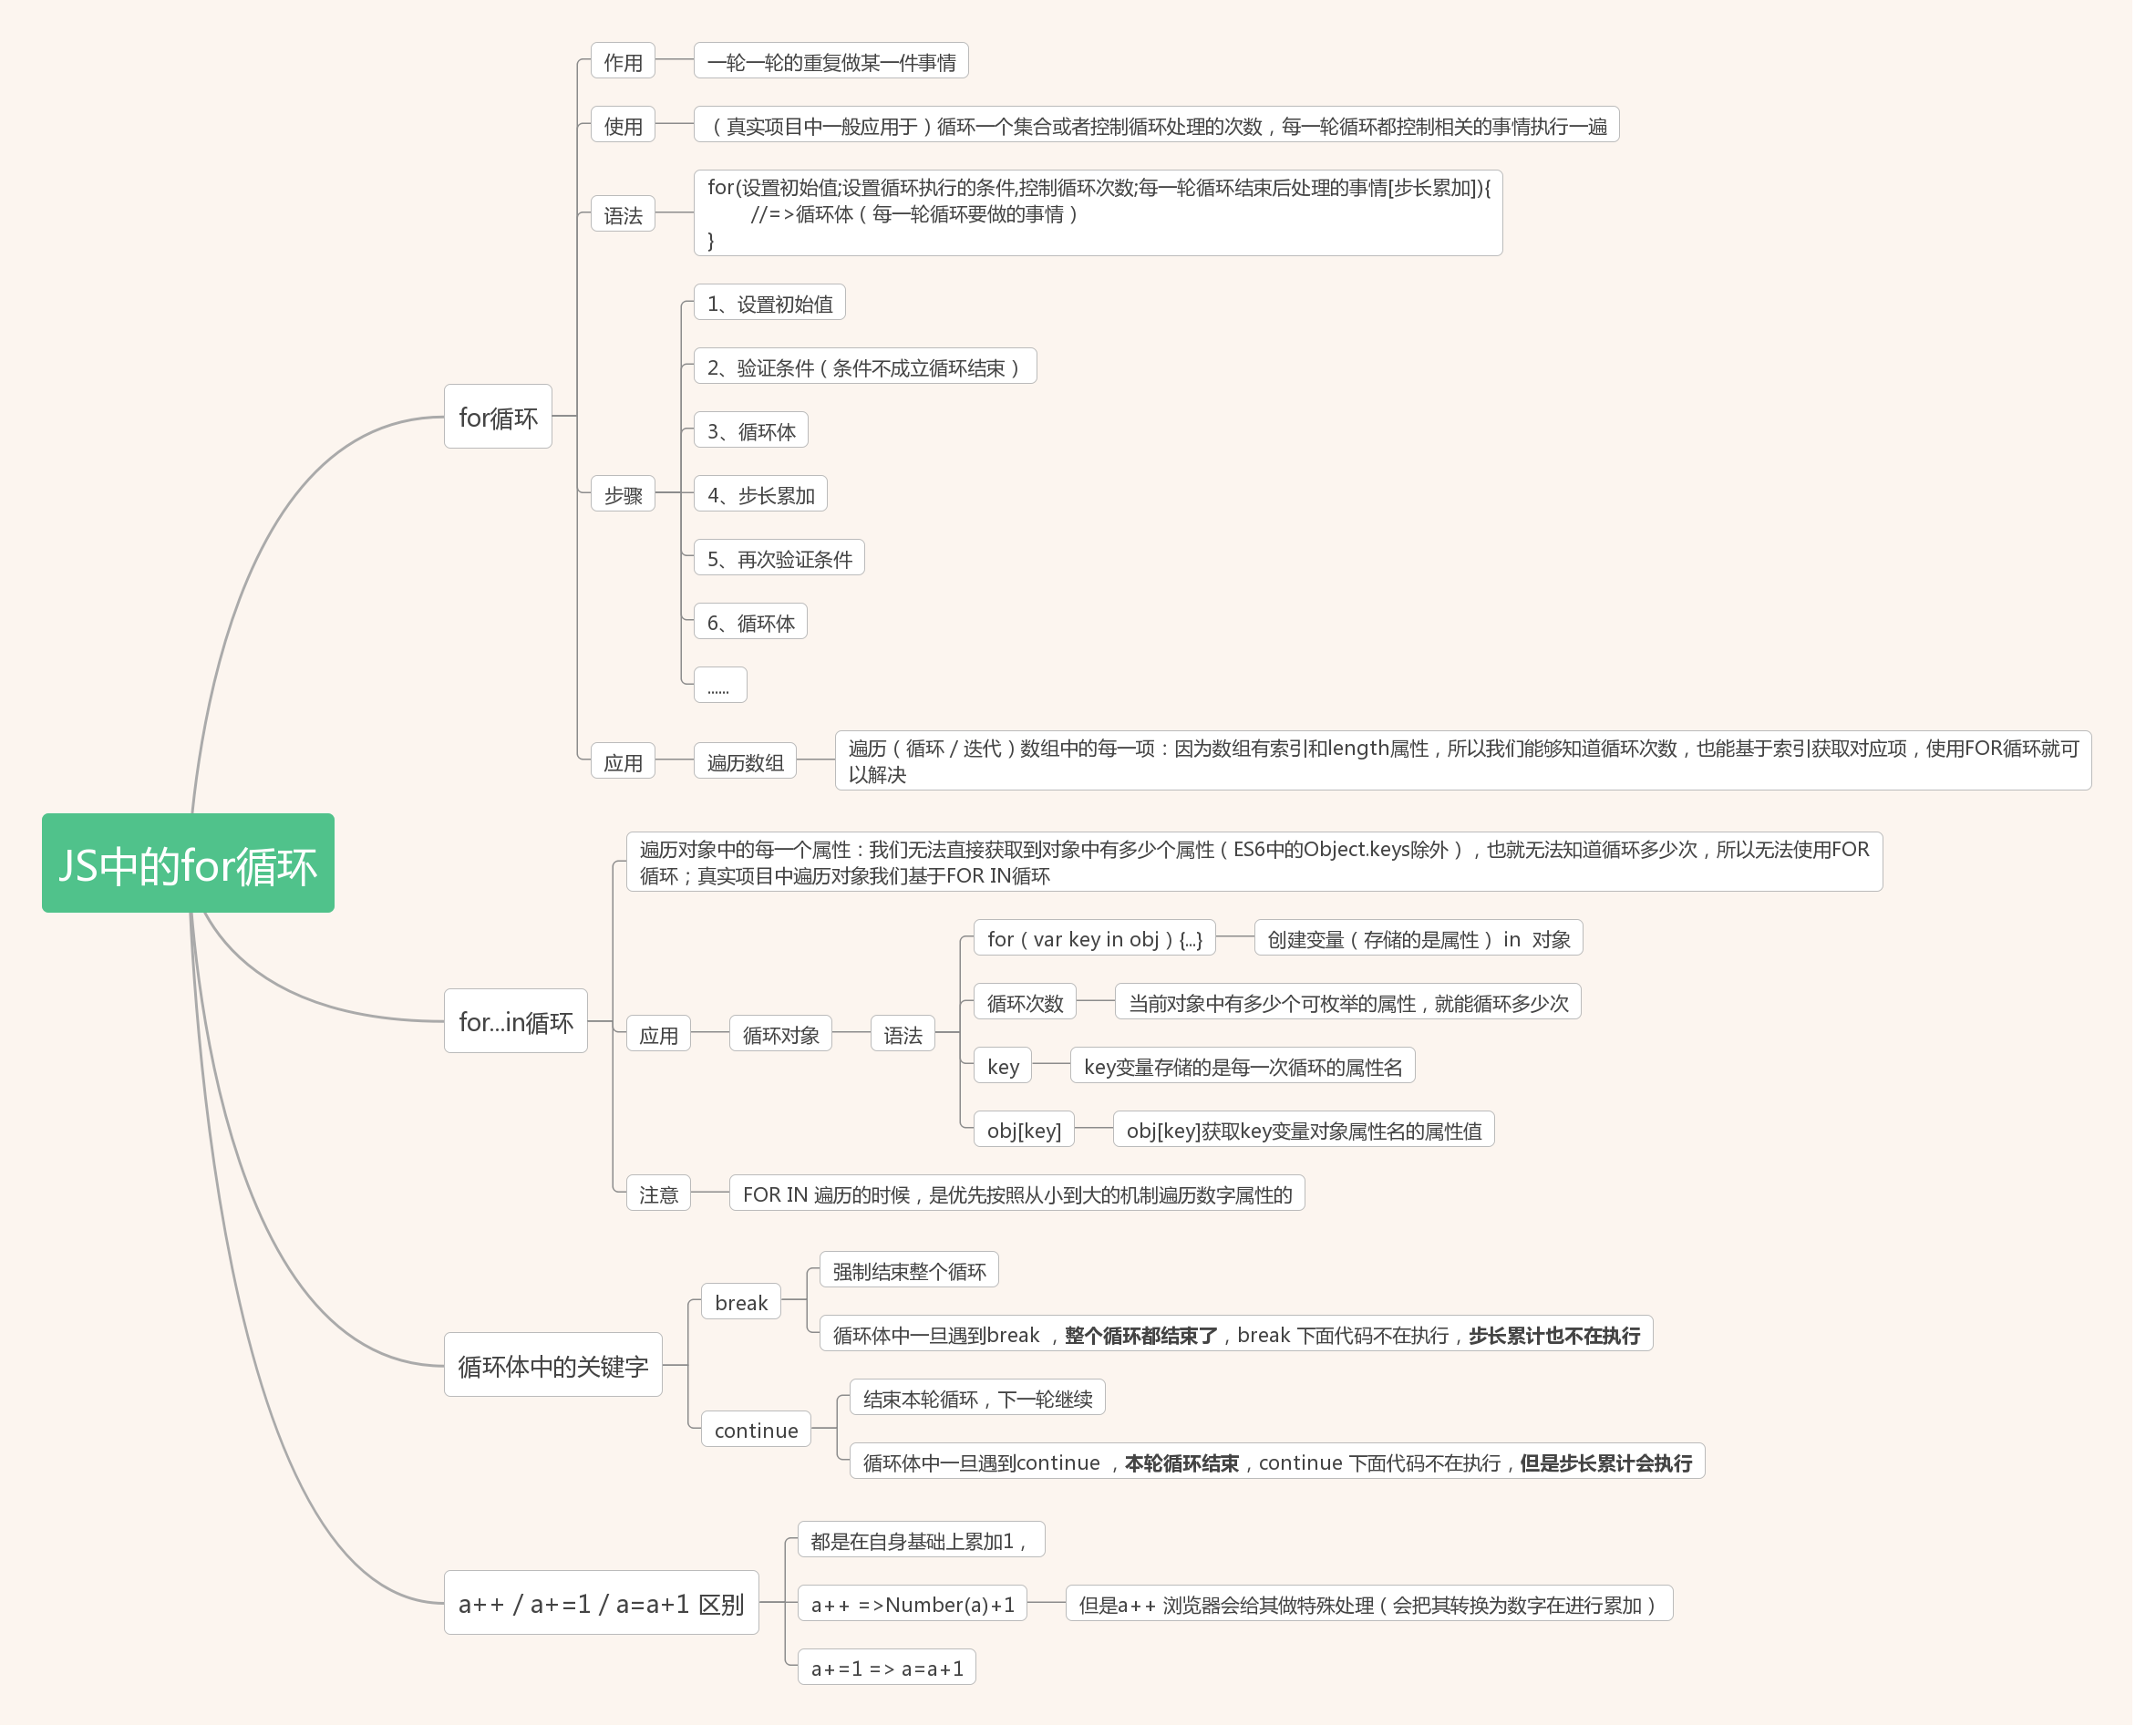 JS中的for循环
for循环
作用
一轮一轮的重复做某一件事情
使用
（真实项目中一般应用于）循环一个集合或者控制循环处理的次数，每一轮循环都控制相关的事情执行一遍
语法
for(设置初始值;设置循环执行的条件,控制循环次数;每一轮循环结束后处理的事情[步长累加]){
//=>循环体（每一轮循环要做的事情）
}
步骤
1、设置初始值
2、验证条件（条件不成立循环结束）
3、循环体
4、步长累加
5、再次验证条件
6、循环体
......
应用
遍历数组
遍历（循环 / 迭代）数组中的每一项：因为数组有索引和length属性，所以我们能够知道循环次数，也能基于索引获取对应项，使用FOR循环就可
以解决
for...in循环
遍历对象中的每一个属性：我们无法直接获取到对象中有多少个属性（ES6中的Object.keys除外），也就无法知道循环多少次，所以无法使用FOR
循环；真实项目中遍历对象我们基于FOR IN循环
应用
循环对象
语法
for（var key in obj）{...}
创建变量（存储的是属性） in 对象
循环次数
当前对象中有多少个可枚举的属性，就能循环多少次
key
key变量存储的是每一次循环的属性名
obj[key]
obj[key]获取key变量对象属性名的属性值
注意
FOR IN 遍历的时候，是优先按照从小到大的机制遍历数字属性的
循环体中的关键字
break
强制结束整个循环
循环体中一旦遇到break ，整个循环都结束了，break 下面代码不在执行，步长累计也不在执行
continue
结束本轮循环，下一轮继续
循环体中一旦遇到continue ，本轮循环结束，continue 下面代码不在执行，但是步长累计会执行
a++ / a+=1 / a=a+1 区别
都是在自身基础上累加1，
a++ =>Number(a)+1
但是a++ 浏览器会给其做特殊处理（会把其转换为数字在进行累加）
a+=1 => a=a+1